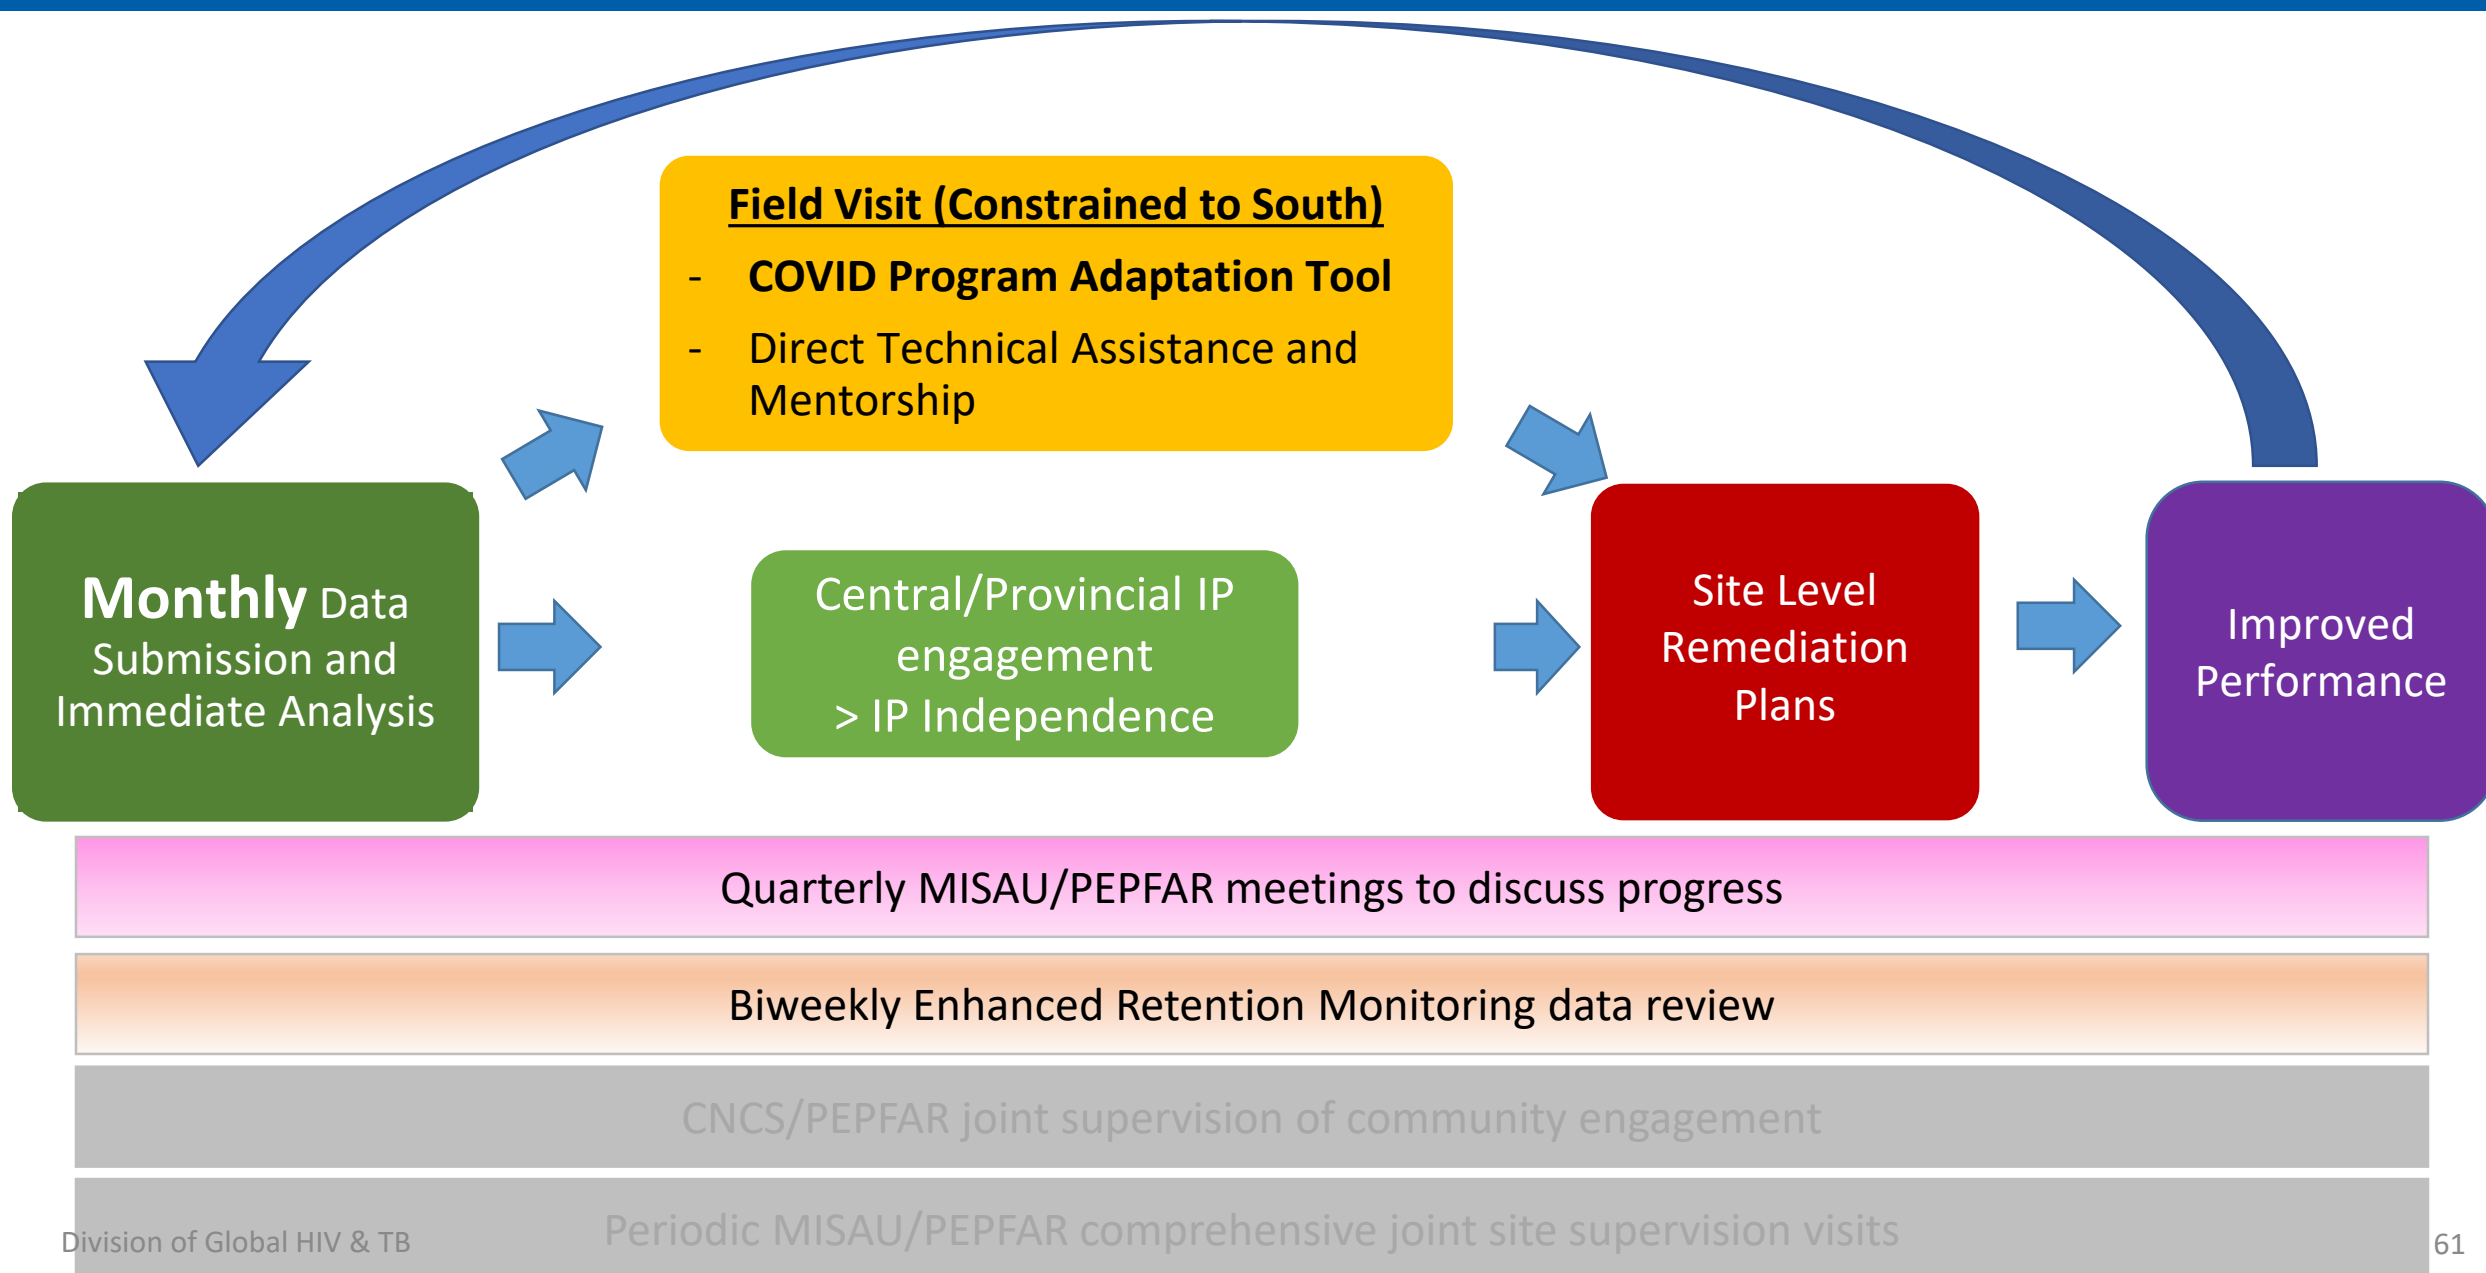 Field Visit (Constrained to South)
- COVID Program Adaptation Tool
- Direct Technical Assistance and
Mentorship
Monthly Data
Submission and
Immediate Analysis
Central/Provincial IP
engagement
> IP Independence
Site Level
Remediation
Plans
Improved
Performance
Quarterly MISAU/PEPFAR meetings to discuss progress
Biweekly Enhanced Retention Monitoring data review
CNCS/PEPFAR joint supervision of community engagement
Periodic MISAU/PEPFAR comprehensive joint site supervision visits
Division of Global HIV & TB
61